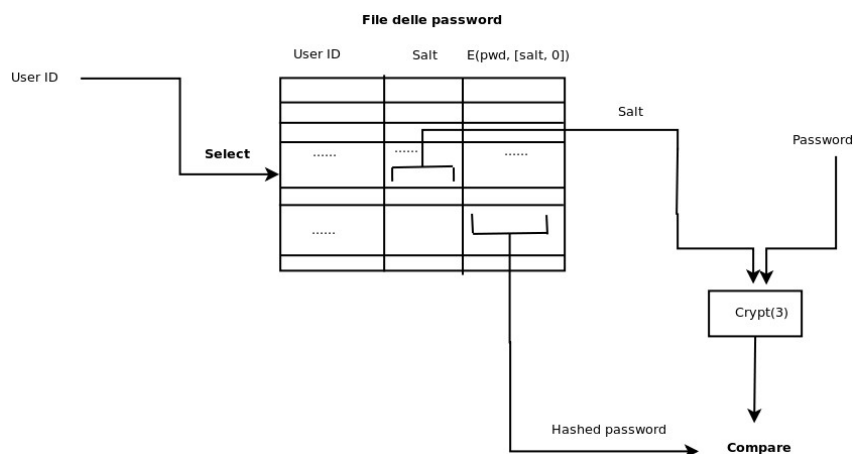 File delle password
User ID
Salt
E(pwd, [salt, 0])
User ID
Salt
Password
Select
......
......
......
......
Crypt(3)
Hashed password
Compare